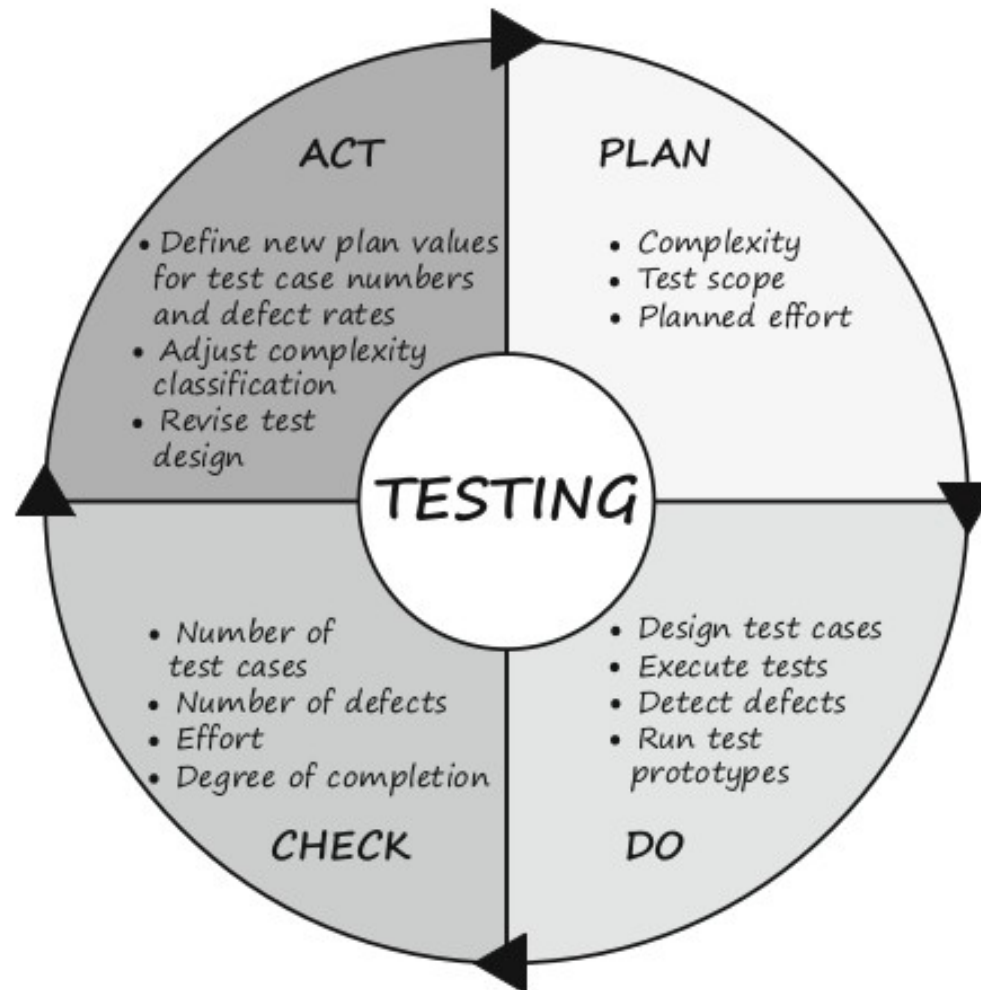 ACT
• Define new plan values
for test case numbers
and defect rates
• Adjust complexity
classification
• Revise test
design
PLAN
• Complexity
• Test scope
• Planned effort
TESTING
• Number of
test cases
• Number of defects
• Effort
• Degree of completion
CHECK
• Design test cases
• Execute tests
• Detect defects
• Run test
prototypes
DO